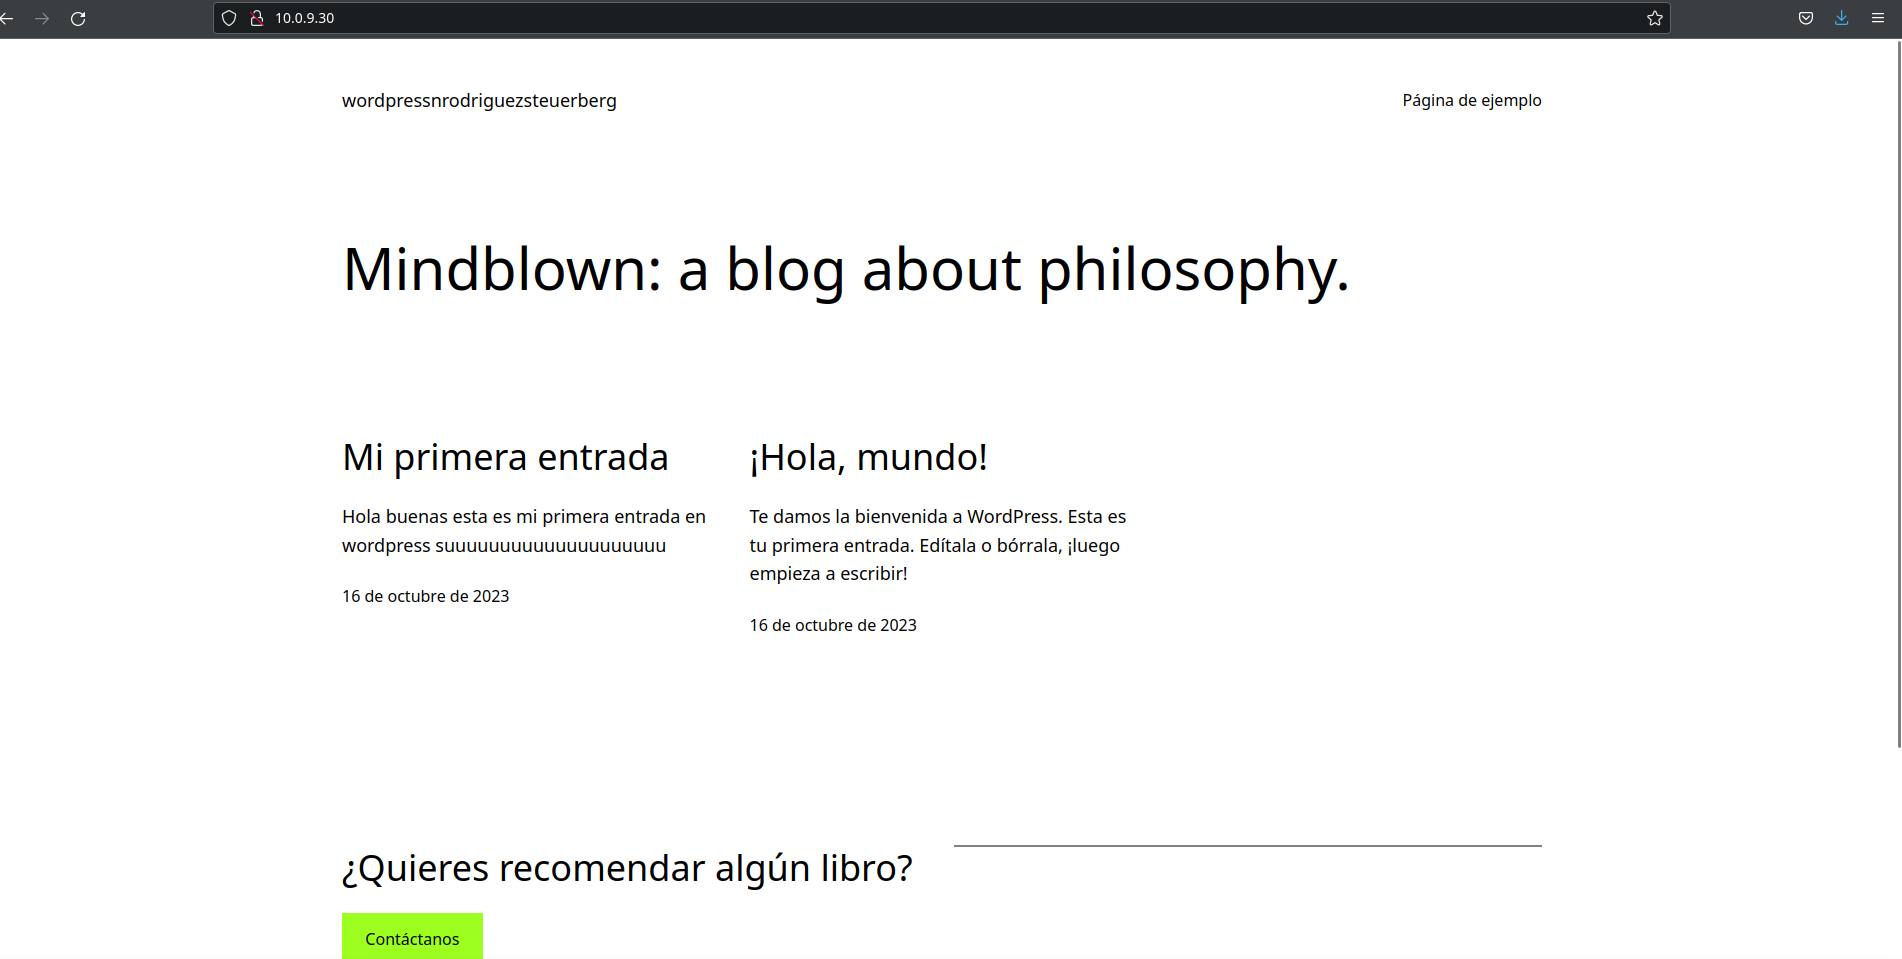 10.0.9.30
wordpressnrodriguezsteuerberg
Página de ejemplo
Mindblown: a blog about philosophy.
Mi primera entrada
Hola buenas esta es mi primera entrada en
wordpress suuuuuuuuuuuuuuuuuuuu
16 de octubre de 2023
¡Hola, mundo!
Te damos la bienvenida a WordPress. Esta es
tu primera entrada. Edítala o bórrala, ¡luego
empieza a escribir!
16 de octubre de 2023
¿Quieres recomendar algún libro?
Contáctanos